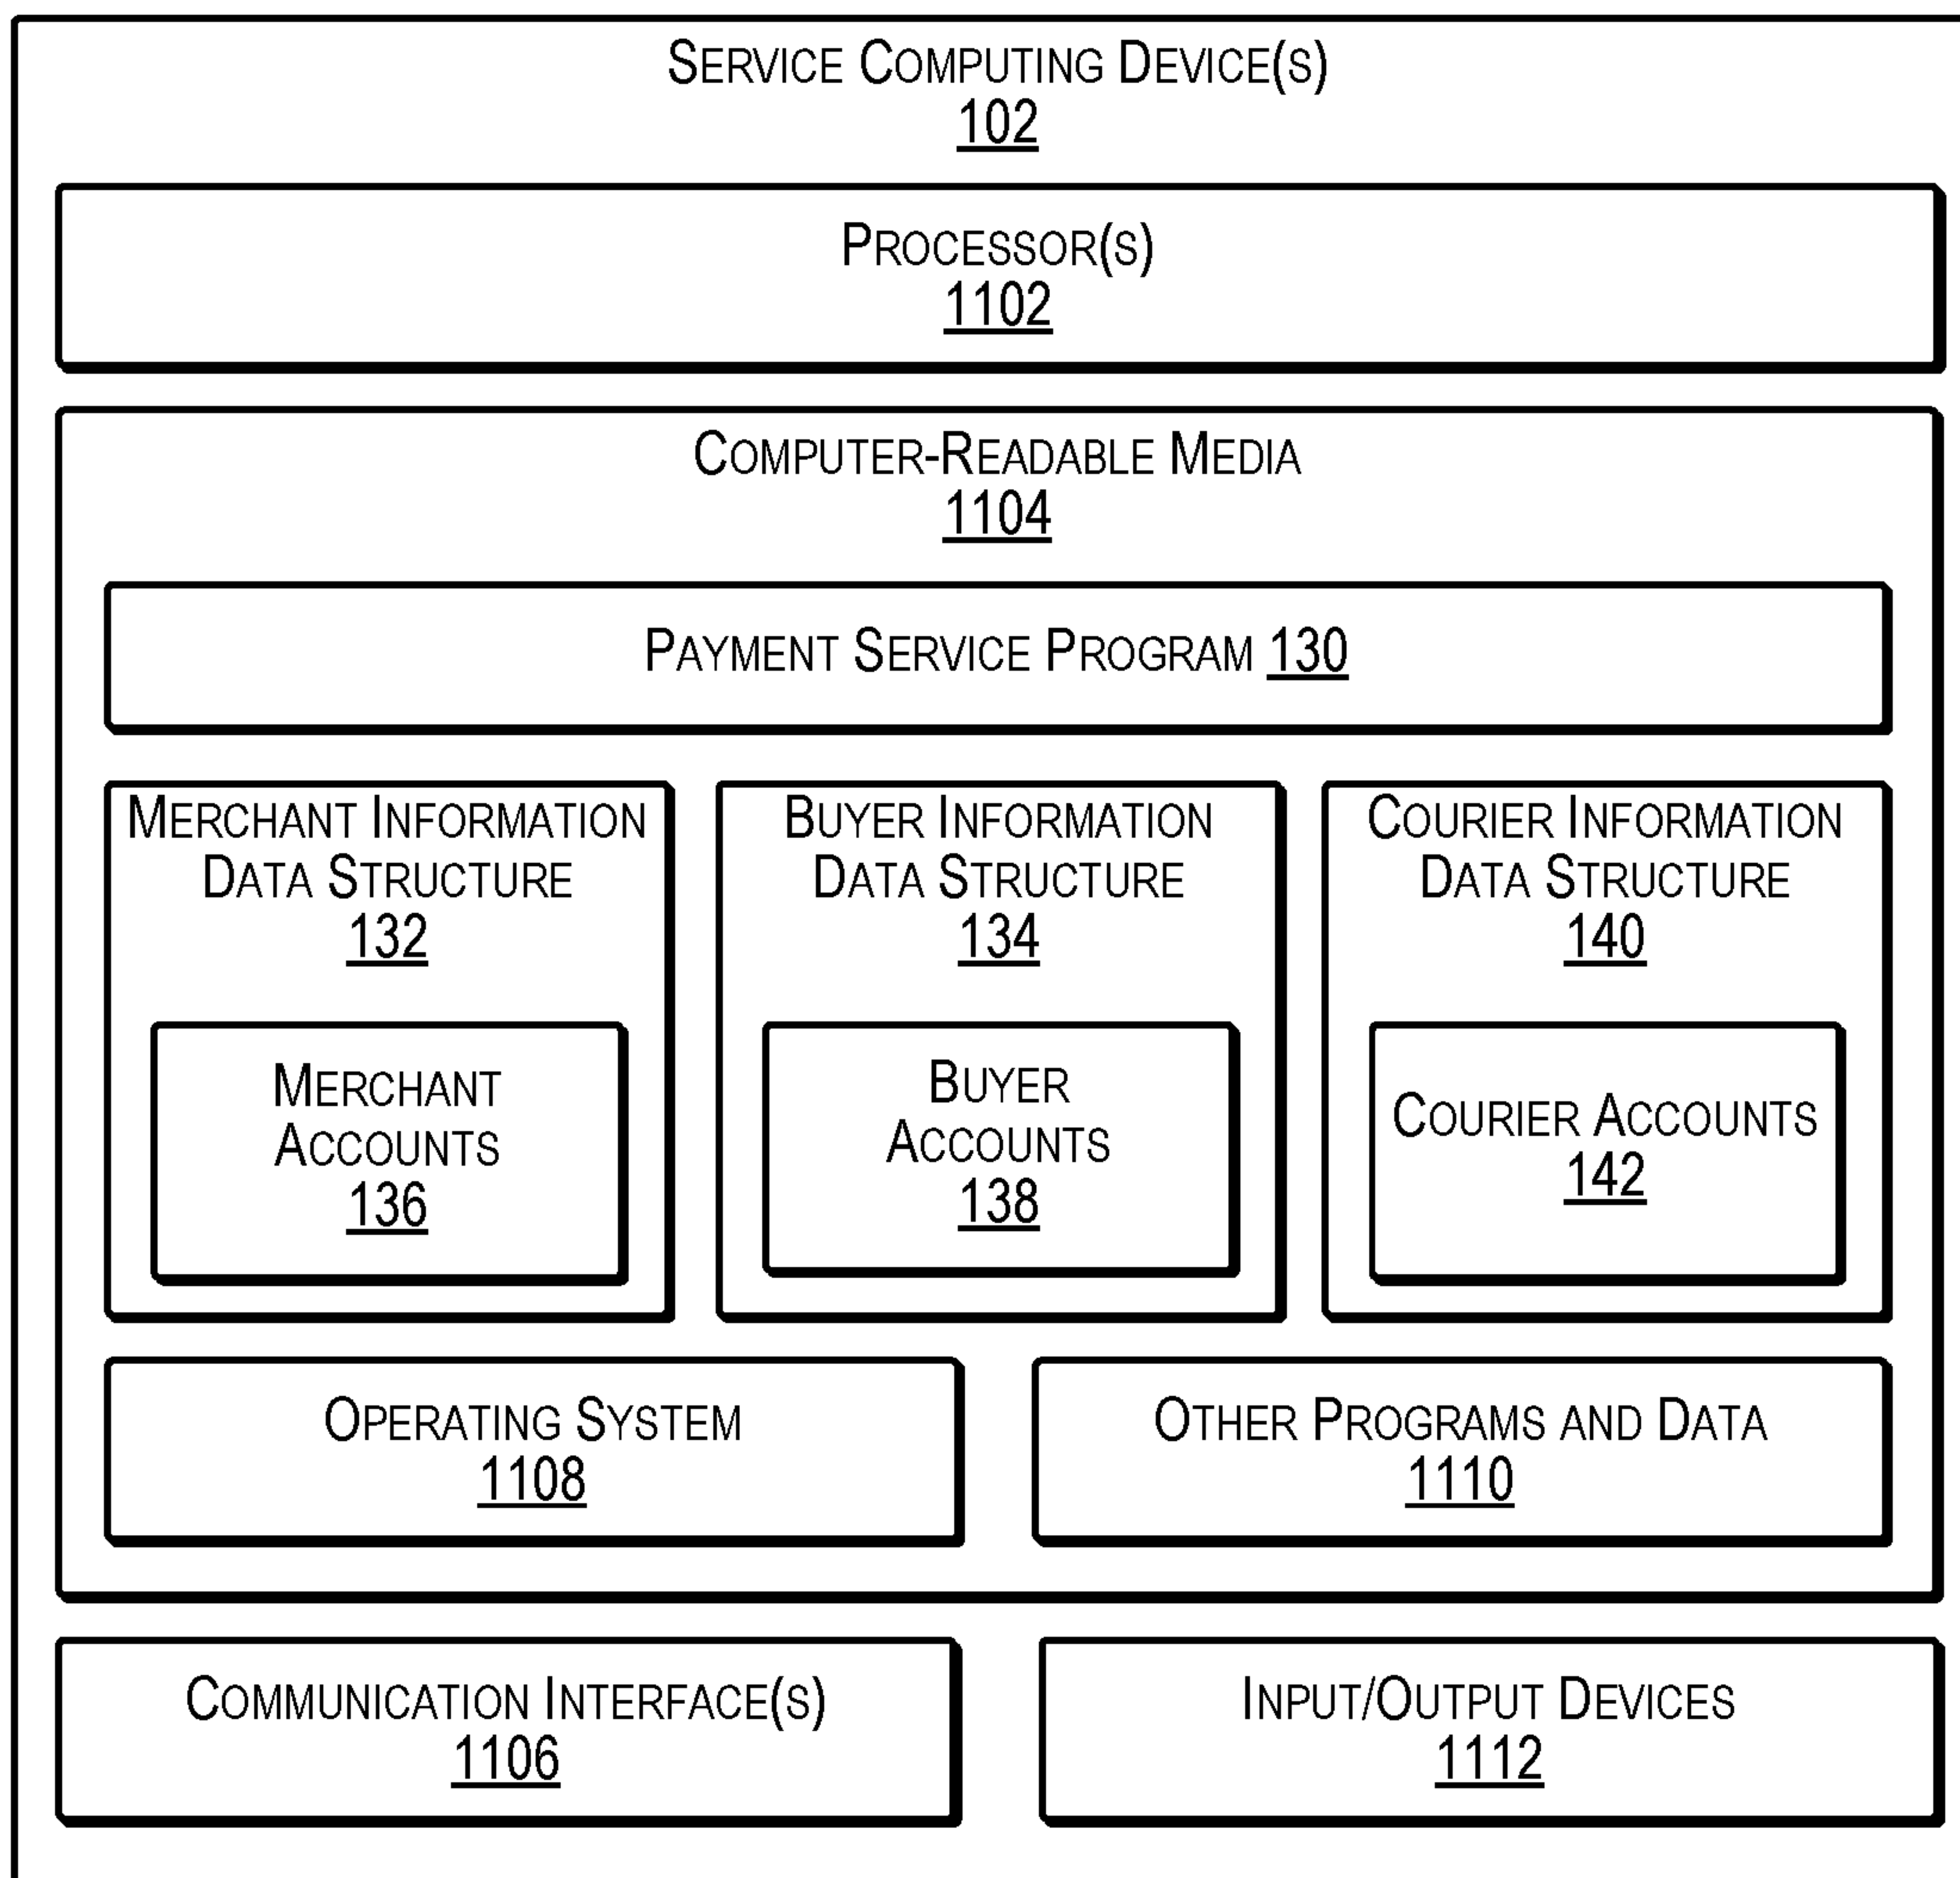 SERVICE COMPUTING DEVICE(S)
102
PROCESSOR(S)
1102
COMPUTER-READABLE MEDIA
1104
PAYMENT SERVICE PROGRAM 130
MERCHANT INFORMATION
DATA STRUCTURE
132
MERCHANT
ACCOUNTS
136
BUYER INFORMATION
DATA STRUCTURE
134
BUYER
ACCOUNTS
138
COURIER INFORMATION
DATA STRUCTURE
140
COURIER ACCOUNTS
142
OPERATING SYSTEM
1108
OTHER PROGRAMS AND DATA
1110
COMMUNICATION INTERFACE(S)
1106
INPUT/OUTPUT DEVICES
1112